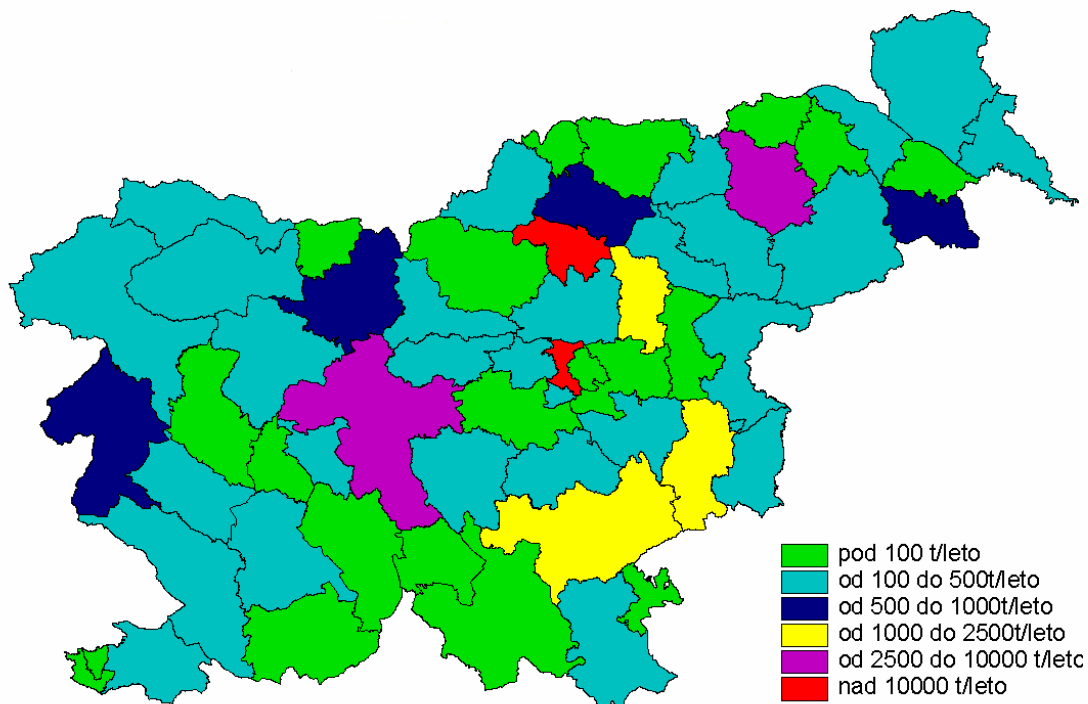 pod 100 t/leto
od 100 do 500t/leto
od 500 do 1000t/leto
od 1000 do 2500t/leto
od 2500 do 10000 t/leto
nad 10000 t/leto